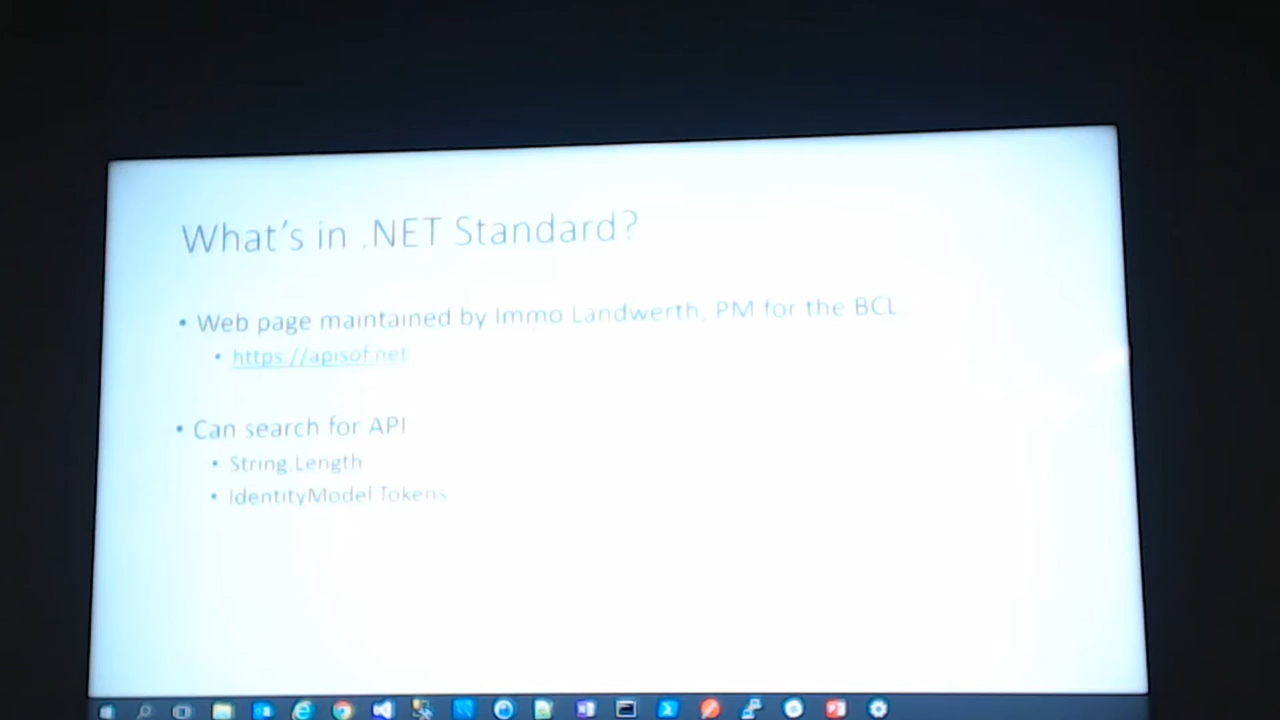 What's in .NET Standard?
• Web page maintained by Immo Landwerth, PM for the BCL
• https://apisof.net
• Can search for API
• String Length
• IdentityModel Tokens